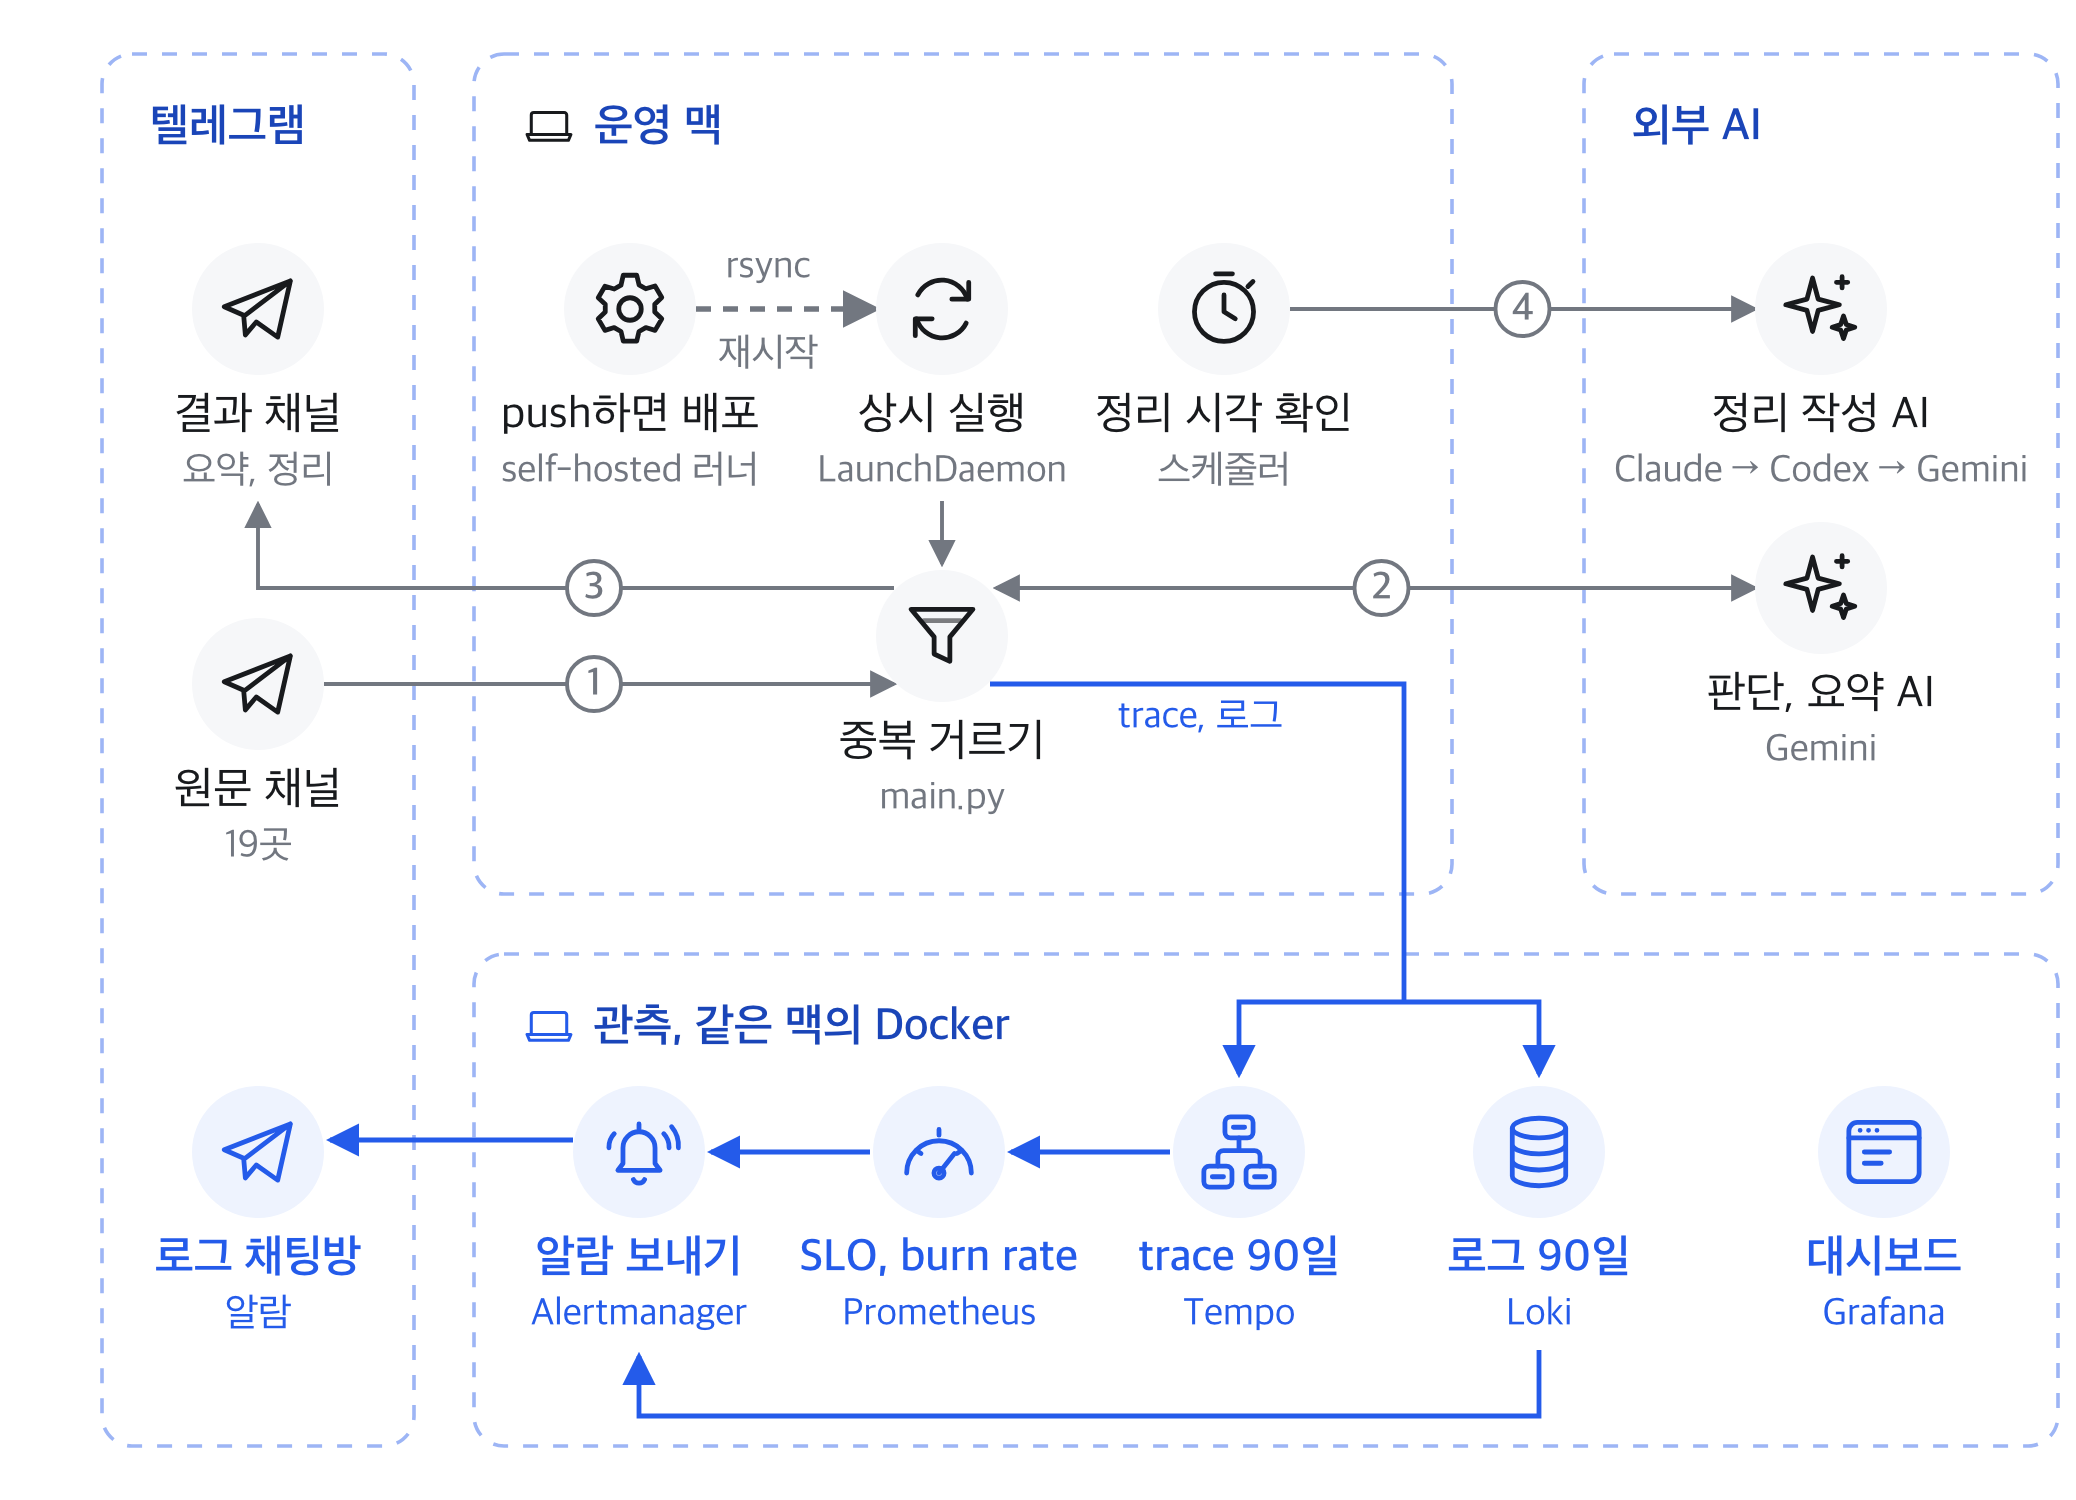 텔레그램
운영 맥
외부 AI
rsync
재시작
4
결과 채널
요약, 정리
push하면 배포
self-hosted 러너
상시 실행
LaunchDaemon
정리 시각 확인
스케줄러
정리 작성 AI
Claude → Codex → Gemini
3
2
1
원문 채널
19곳
중복 거르기
main.py
trace, 로그
판단, 요약 AI
Gemini
관측, 같은 맥의 Docker
로그 채팅방
알람
알람 보내기
Alertmanager
SLO, burn rate
Prometheus
trace 90일
Tempo
로그 90일
Loki
대시보드
Grafana